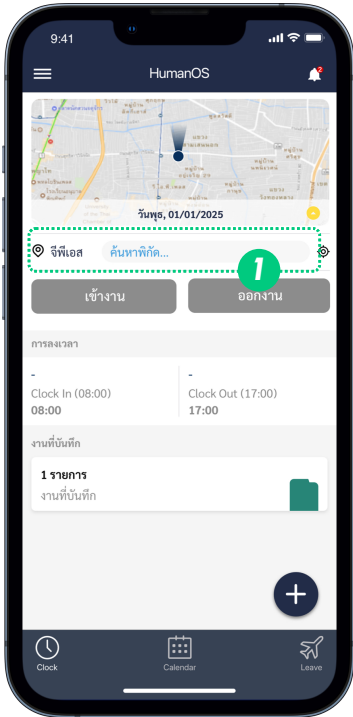 9:41
HumanOS
2
วันพุธ, 01/01/2025
จีพีเอส
ค้นหาพิกัด...
1
เข้างาน
ออกงาน
การลงเวลา
-
Clock In (08:00)
08:00
-
Clock Out (17:00)
17:00
งานที่บันทึก
1 รายการ
งานที่บันทึก
Clock
Calendar
Leave